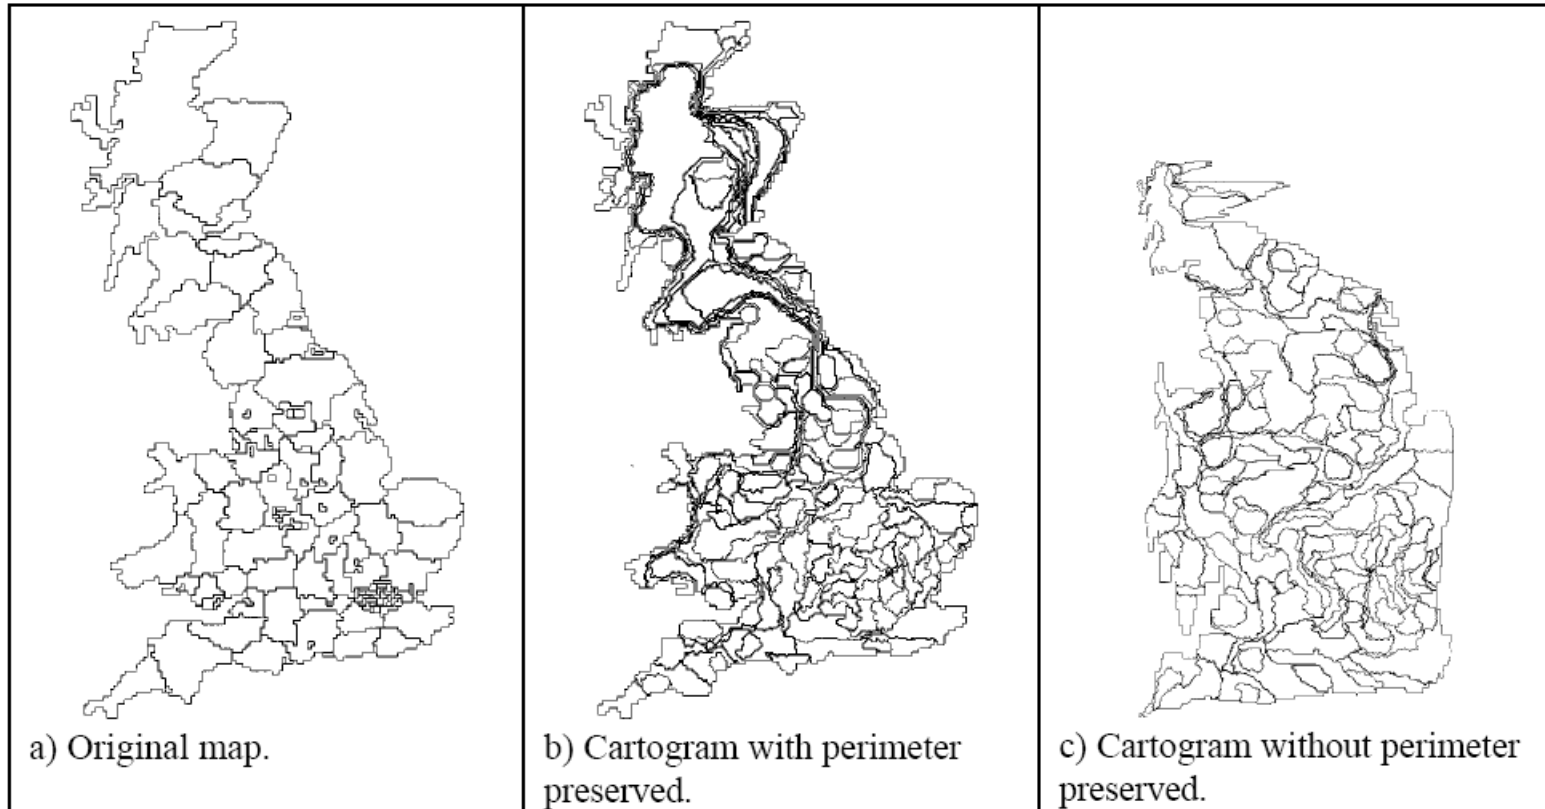 a) Original map.
b) Cartogram with perimeter
preserved.
c) Cartogram without perimeter
preserved.